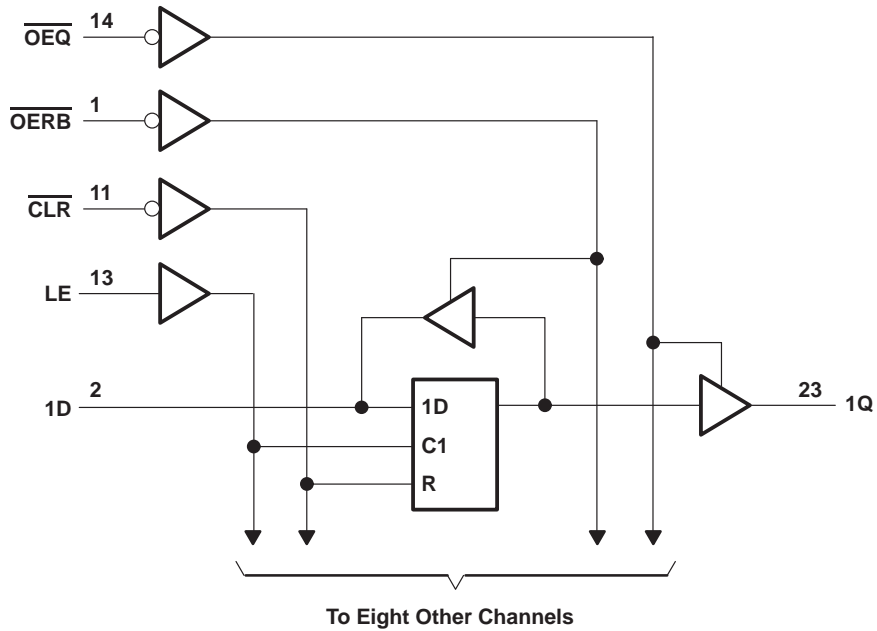 OEQ 14
OERB 1
CLR 11
LE 13
1D 2
1D
C1
R
23 1Q
To Eight Other Channels